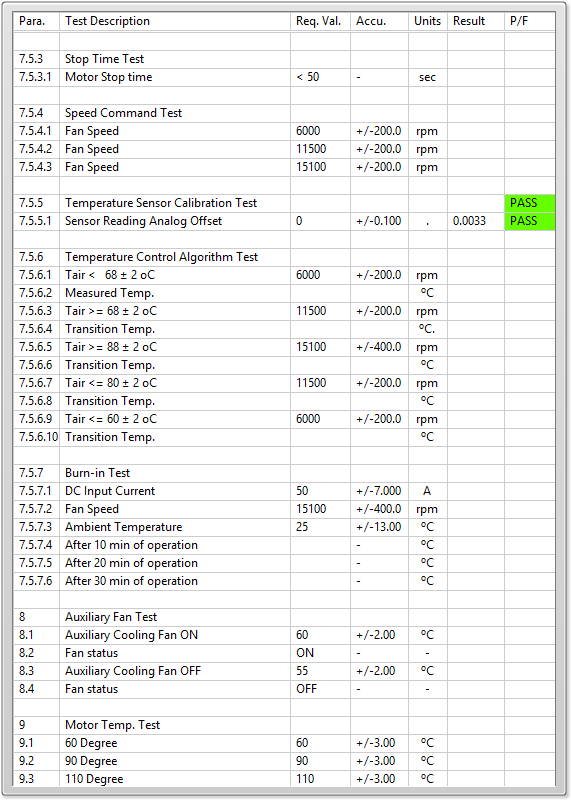 Para. Test Description Req. Val. Accu. Units Result P/F
7.5.3 Stop Time Test
7.5.3.1 Motor Stop time < 50 - sec
7.5.4 Speed Command Test
7.5.4.1 Fan Speed 6000 +/-200.0 rpm
7.5.4.2 Fan Speed 11500 +/-200.0 rpm
7.5.4.3 Fan Speed 15100 +/-200.0 rpm
7.5.5 Temperature Sensor Calibration Test PASS
7.5.5.1 Sensor Reading Analog Offset 0 +/-0.100 . 0.0033 PASS
7.5.6 Temperature Control Algorithm Test
7.5.6.1 Tair < 68 ± 2 oC 6000 +/-200.0 rpm
7.5.6.2 Measured Temp. ºC
7.5.6.3 Tair >= 68 ± 2 oC 11500 +/-200.0 rpm
7.5.6.4 Transition Temp. ºC.
7.5.6.5 Tair >= 88 ± 2 oC 15100 +/-400.0 rpm
7.5.6.6 Transition Temp. ºC
7.5.6.7 Tair <= 80 ± 2 oC 11500 +/-200.0 rpm
7.5.6.8 Transition Temp. ºC
7.5.6.9 Tair <= 60 ± 2 oC 6000 +/-200.0 rpm
7.5.6.10 Transition Temp. ºC
7.5.7 Burn-in Test
7.5.7.1 DC Input Current 50 +/-7.000 A
7.5.7.2 Fan Speed 15100 +/-400.0 rpm
7.5.7.3 Ambient Temperature 25 +/-13.00 ºC
7.5.7.4 After 10 min of operation - ºC
7.5.7.5 After 20 min of operation - ºC
7.5.7.6 After 30 min of operation - ºC
8 Auxiliary Fan Test
8.1 Auxiliary Cooling Fan ON 60 +/-2.00 ºC
8.2 Fan status ON - -
8.3 Auxiliary Cooling Fan OFF 55 +/-2.00 ºC
8.4 Fan status OFF - -
9 Motor Temp. Test
9.1 60 Degree 60 +/-3.00 ºC
9.2 90 Degree 90 +/-3.00 ºC
9.3 110 Degree 110 +/-3.00 ºC